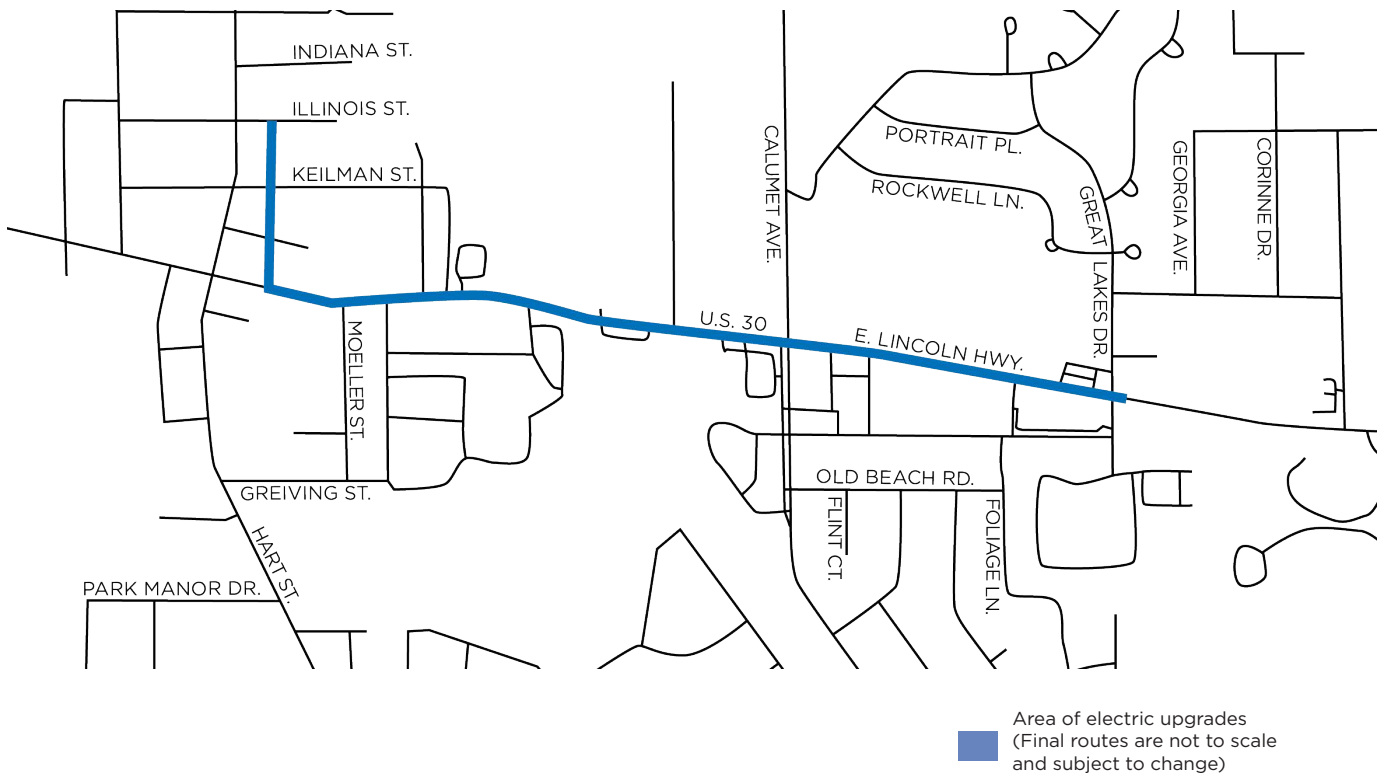 INDIANA ST.
ILLINOIS ST.
KEILMAN ST.
PORTRAIT PL.
ROCKWELL LN.
CALUMET AVE.
GREAT LAKES DR.
GEORGIA AVE.
CORINNE DR.
U.S. 30
E. LINCOLN HWY.
MOELLER ST.
GREIVING ST.
HART ST.
PARK MANOR DR.
OLD BEACH RD.
FLINT CT.
FOLIAGE LN.
Area of electric upgrades
(Final routes are not to scale
and subject to change)